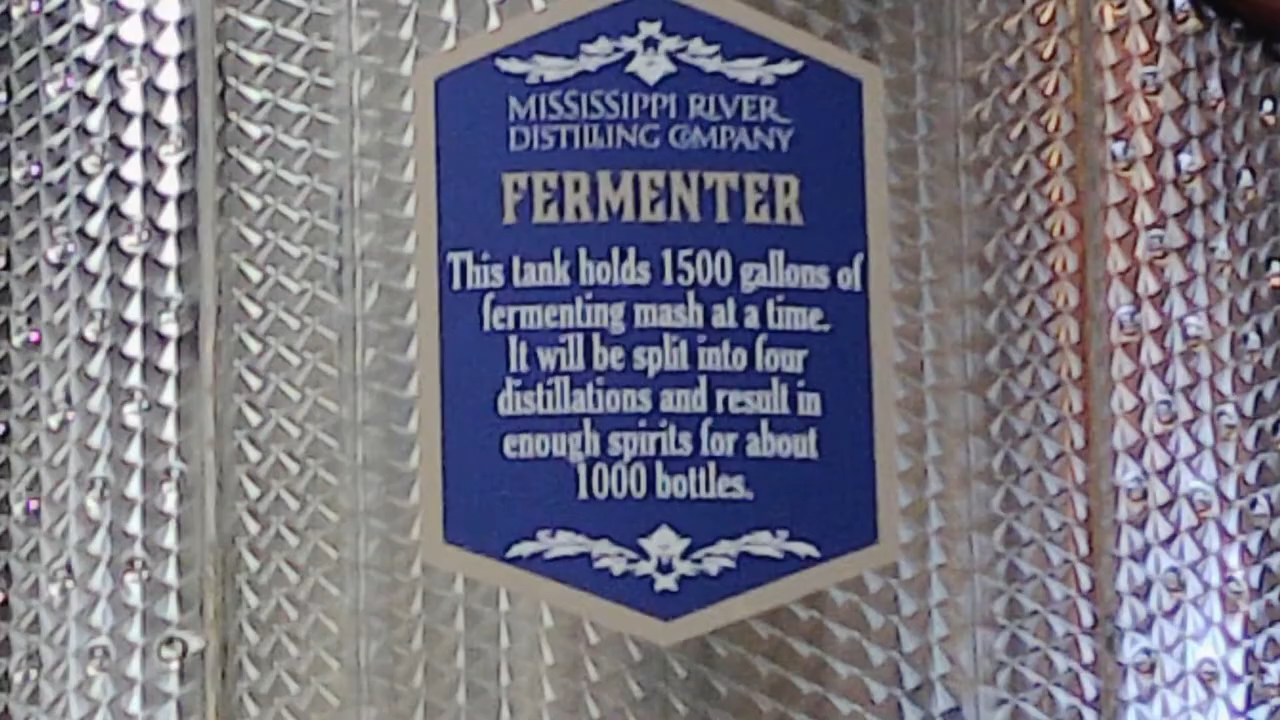 MISSISSIPPI RIVER
DISTILLING COMPANY
FERMENTER
This tank holds 1500 gallons of
fermenting mash at a time.
It will be split into four
distillations and result in
enough spirits for about
1000 bottles.